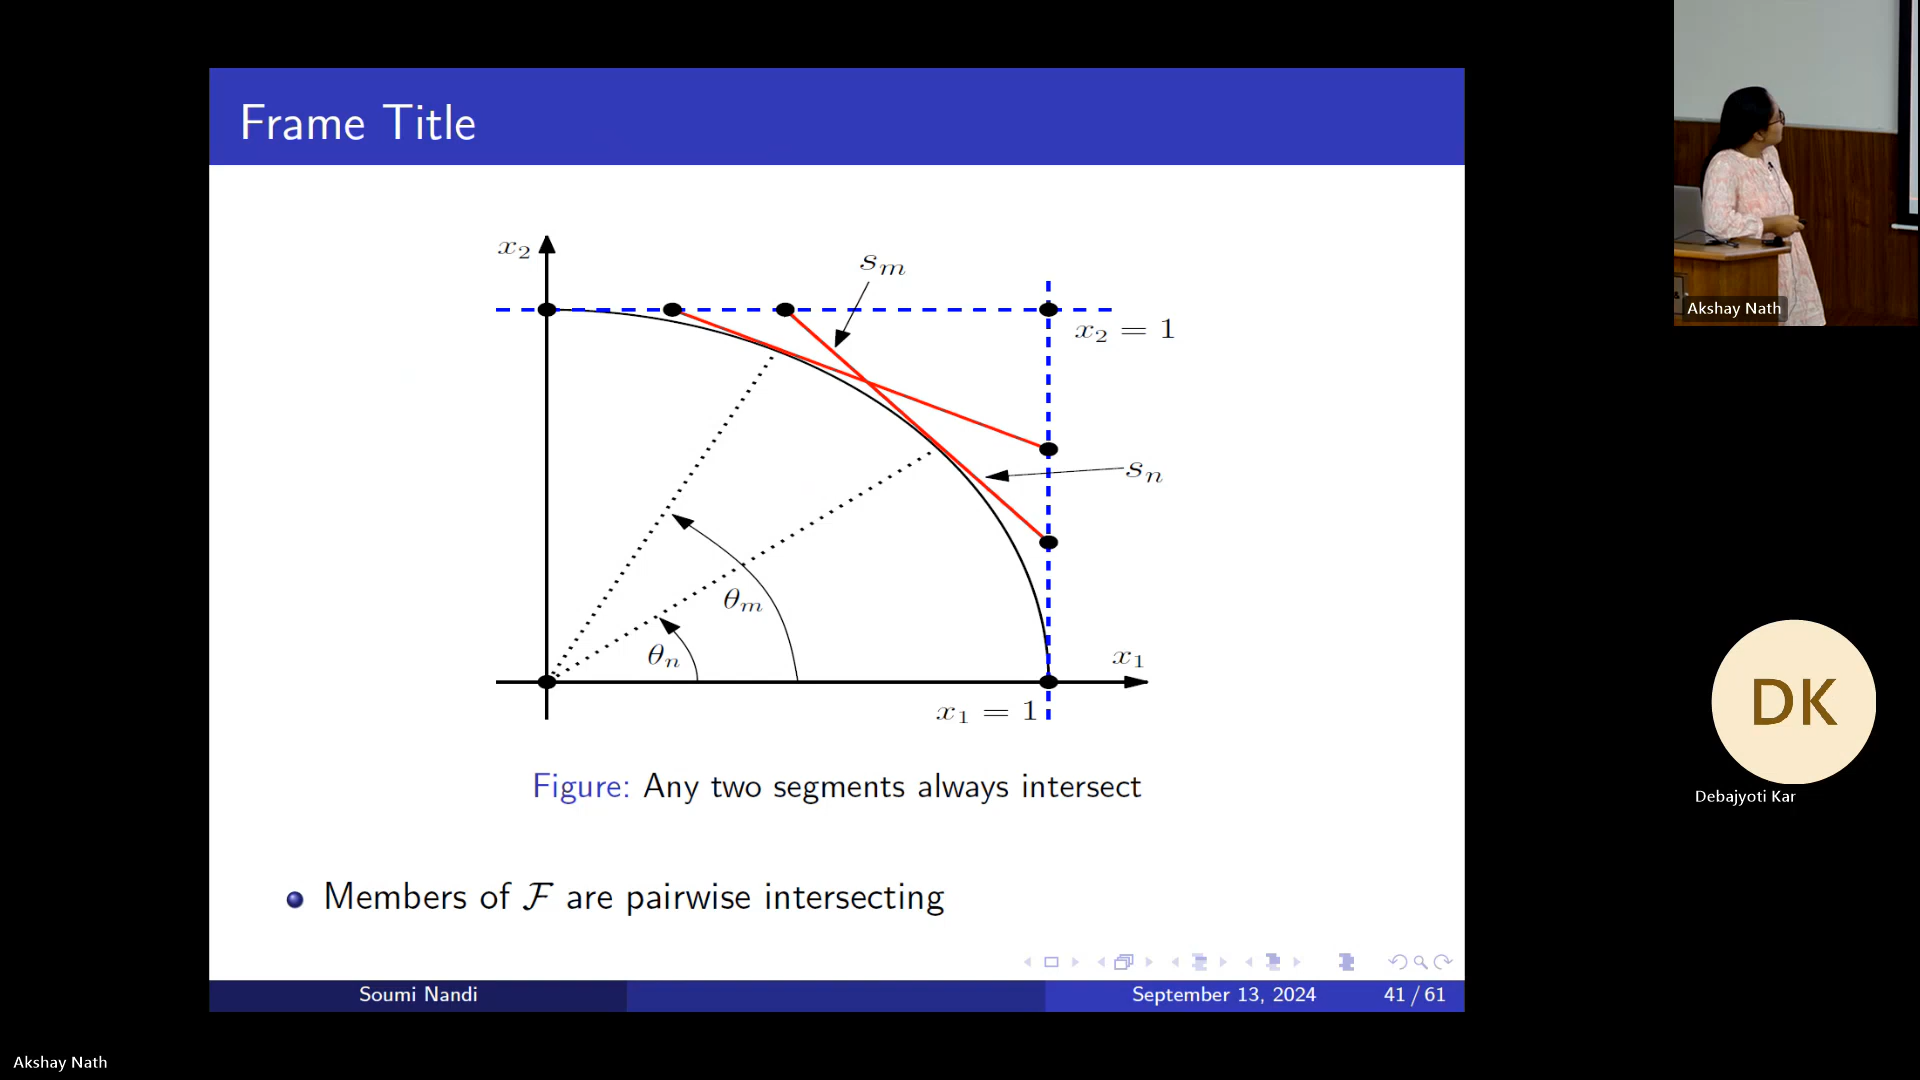 Frame Title
x₂
sₘ
x₂ = 1
sₙ
θₘ
θₙ
x₁
x₁ = 1
Figure: Any two segments always intersect
Members of ℱ are pairwise intersecting
Soumi Nandi
September 13, 2024
41 / 61
Akshay Nath
DK
Debajyoti Kar
Akshay Nath